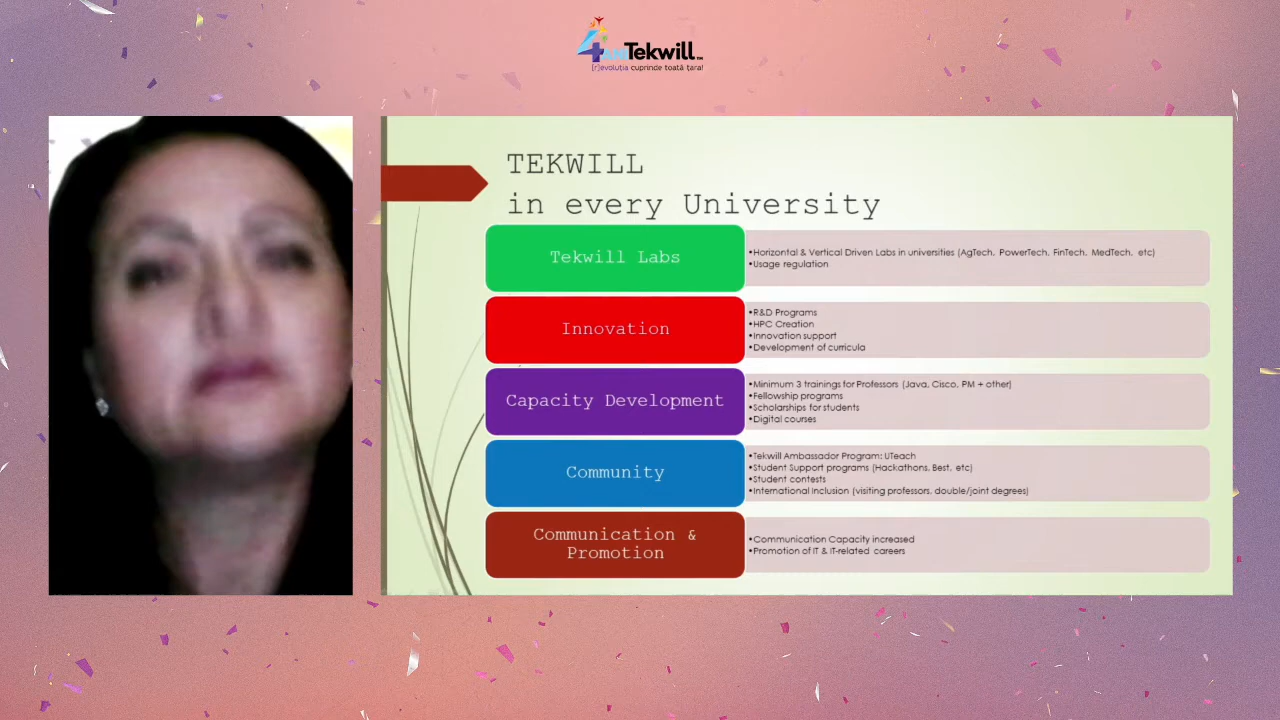 4 ANI Tekwill™
[r]evoluția cuprinde toată țara!
TEKWILL
in every University
Tekwill Labs
•Horizontal & Vertical Driven Labs in universities (AgTech, PowerTech, FinTech, MedTech, etc)
•Usage regulation
Innovation
•R&D Programs
•HPC Creation
•Innovation support
•Development of curricula
Capacity Development
•Minimum 3 trainings for Professors (Java, Cisco, PM + other)
•Fellowship programs
•Scholarships for students
•Digital courses
Community
•Tekwill Ambassador Program: UTeach
•Student Support programs (Hackathons, Best, etc)
•Student contests
•International Inclusion (visiting professors, double/joint degrees)
Communication &
Promotion
•Communication Capacity increased
•Promotion of IT & IT-related careers